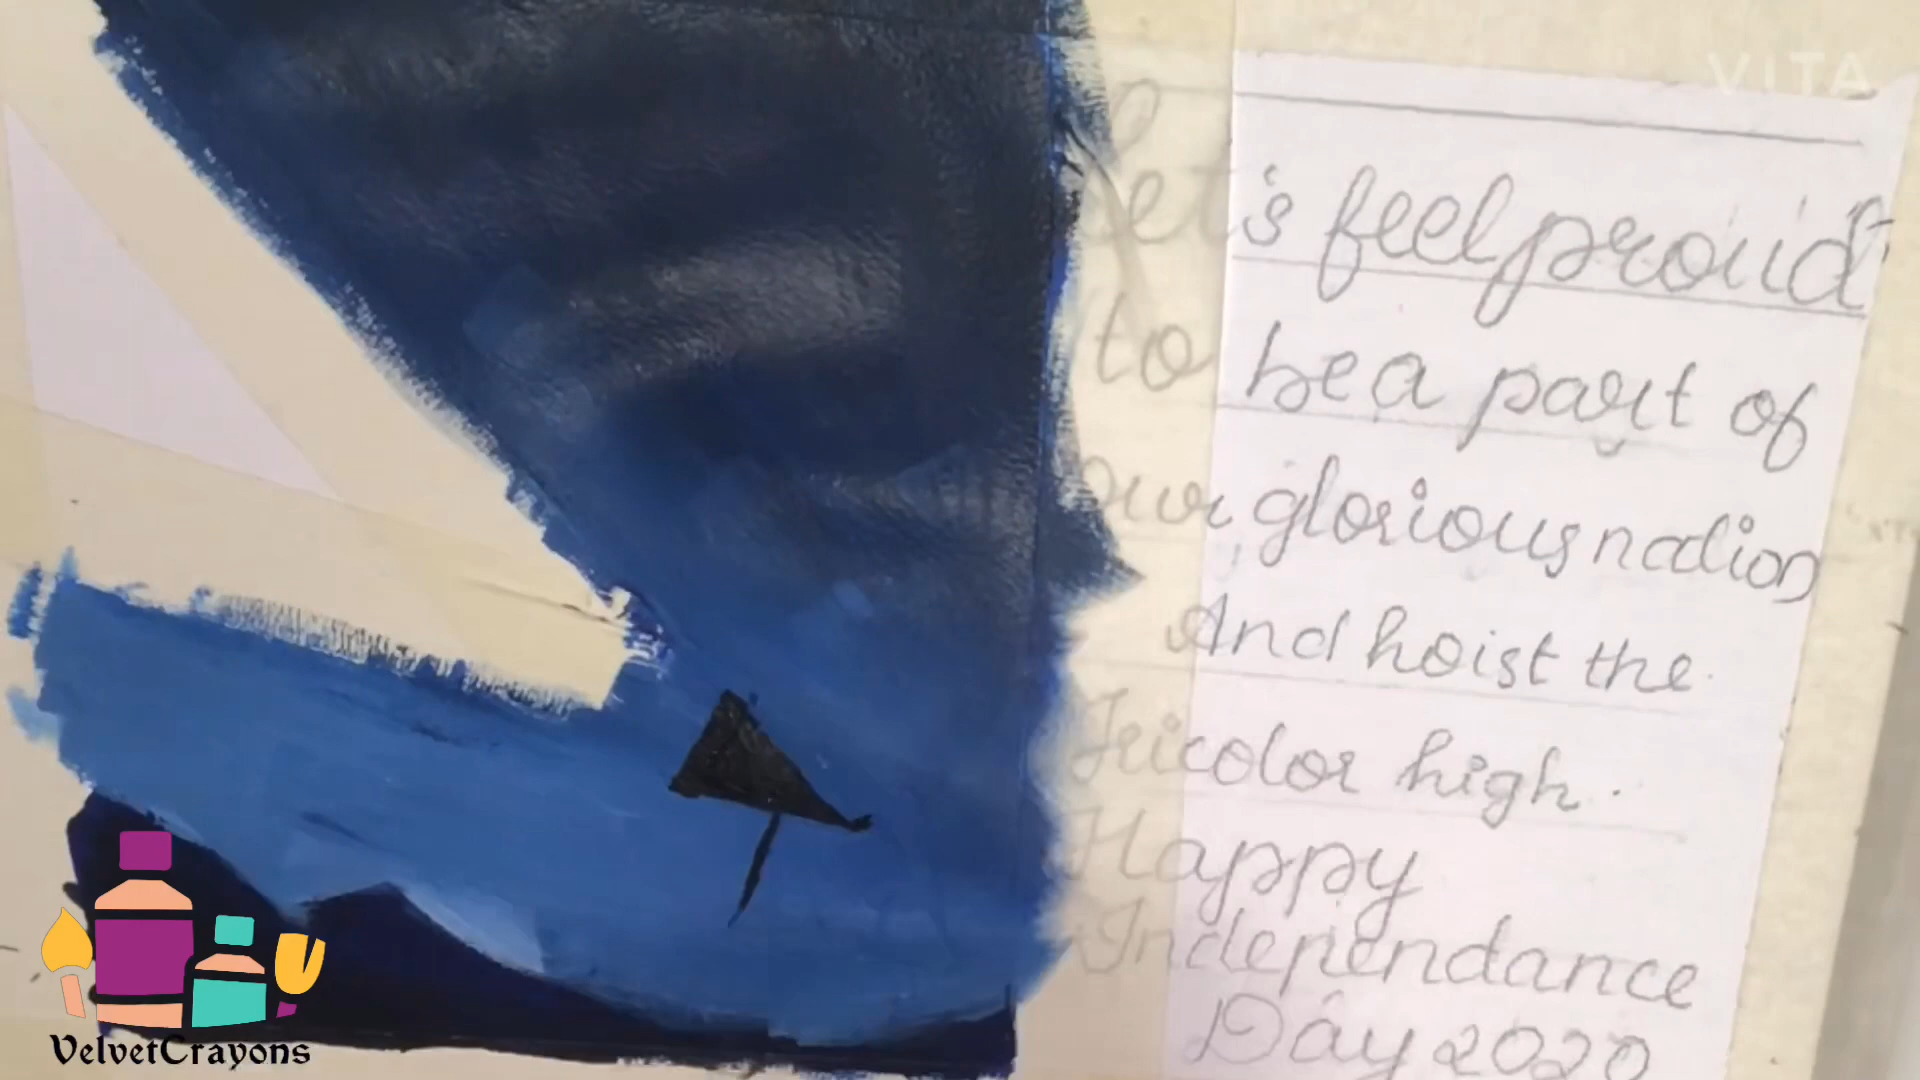 VITA
Let's feel proud
to be a part of
our glorious nation
And hoist the
Tricolor high.
Happy
Independance
Day 2020
VelvetCrayons